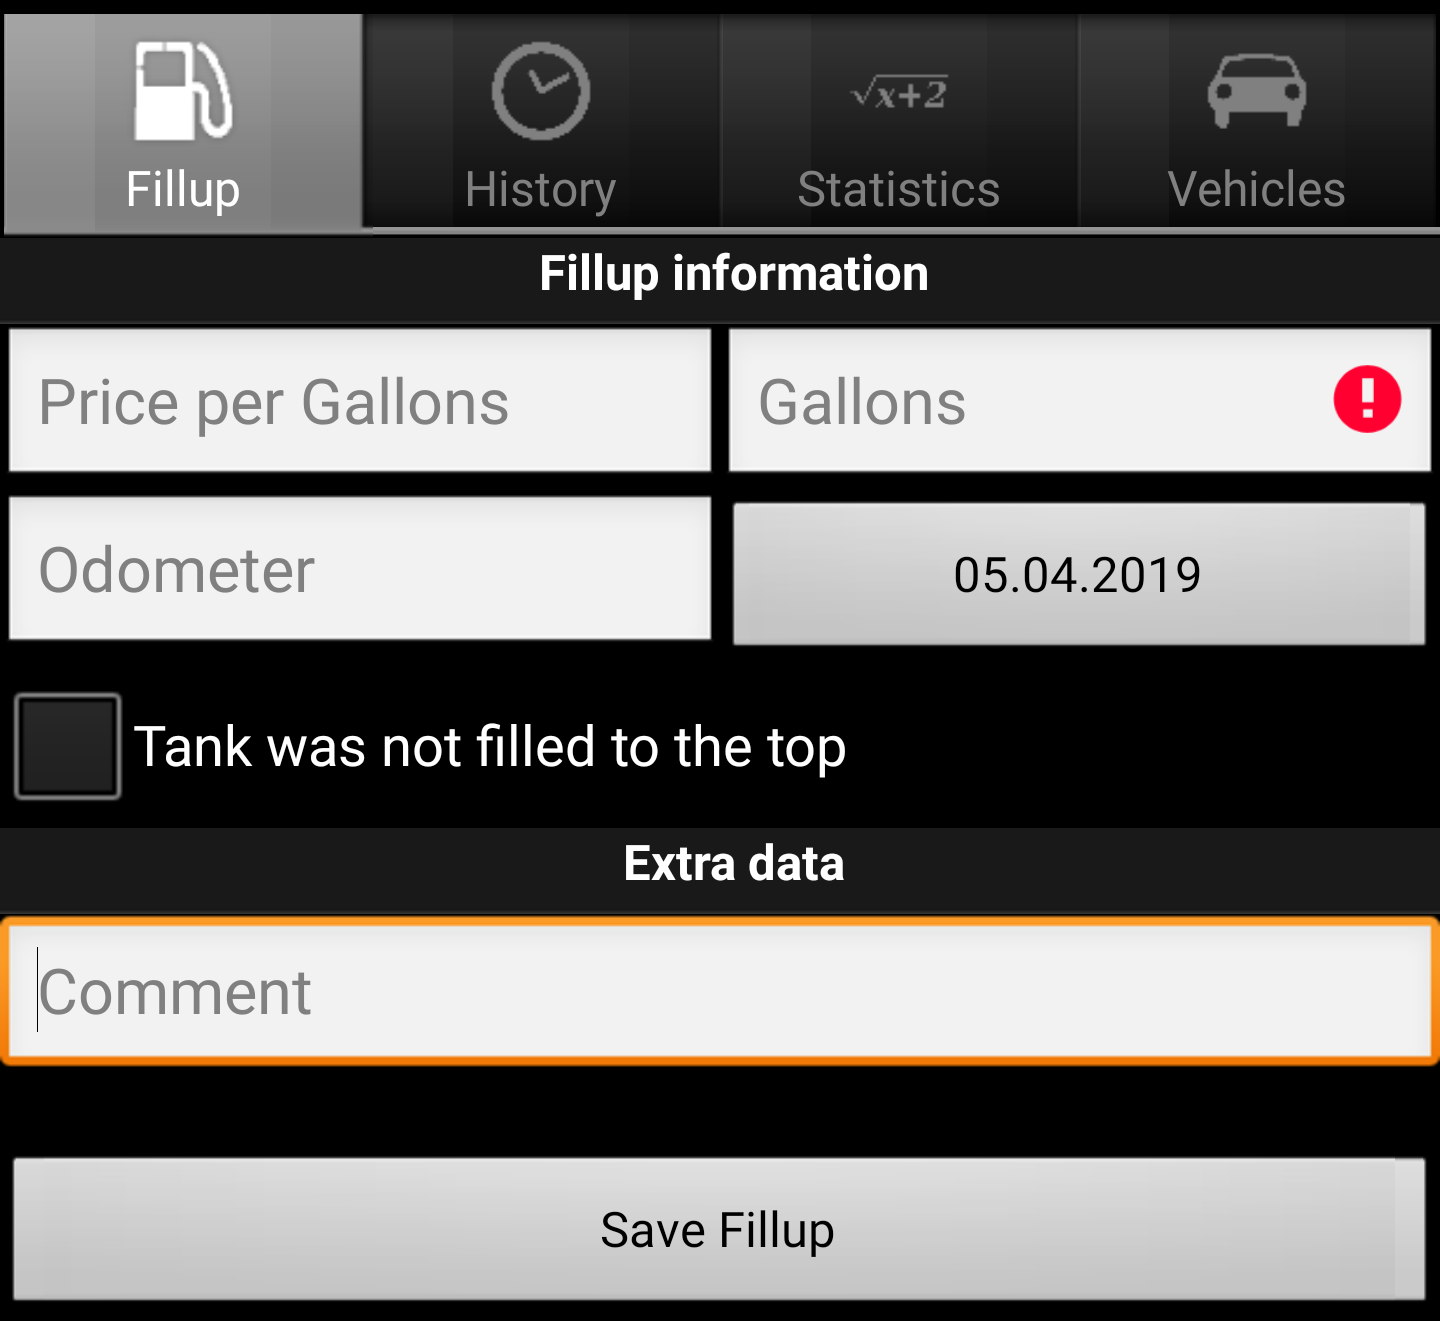 Fillup
History
√x+2
Statistics
Vehicles
Fillup information
Price per Gallons
Gallons
Odometer
05.04.2019
Tank was not filled to the top
Extra data
Comment
Save Fillup